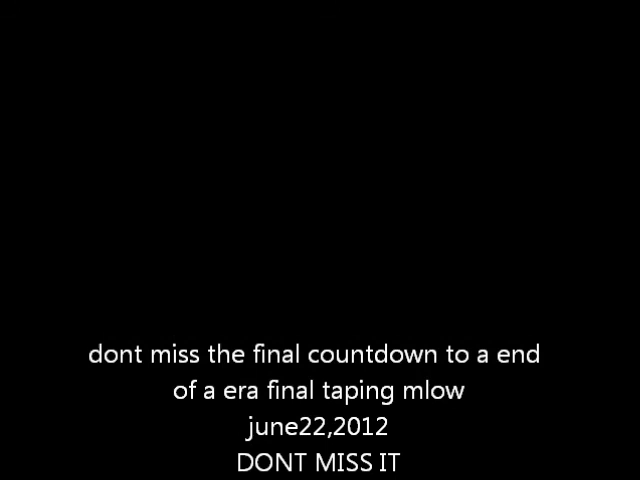 dont miss the final countdown to a end
of a era final taping mlow
june22,2012
DONT MISS IT